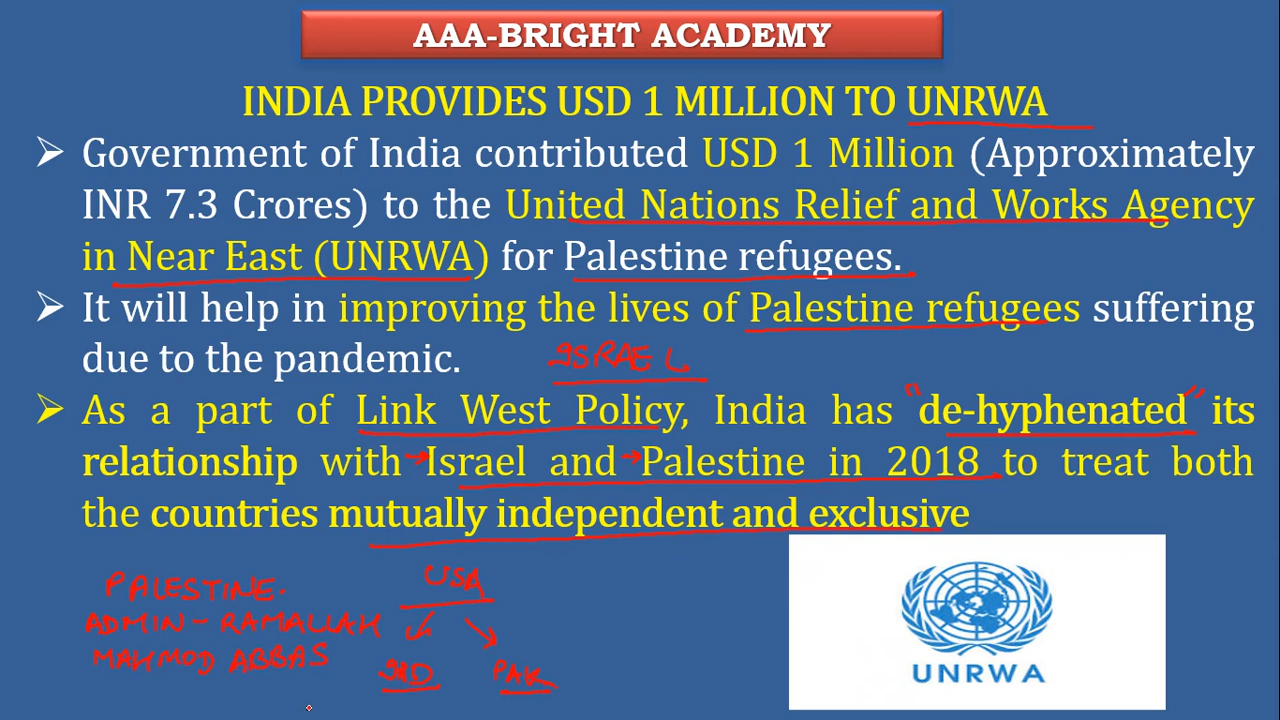 AAA-BRIGHT ACADEMY
INDIA PROVIDES USD 1 MILLION TO UNRWA
➢ Government of India contributed USD 1 Million (Approximately
INR 7.3 Crores) to the United Nations Relief and Works Agency
in Near East (UNRWA) for Palestine refugees.
➢ It will help in improving the lives of Palestine refugees suffering
due to the pandemic.
ISRAEL
➢ As a part of Link West Policy, India has "de-hyphenated" its
relationship with →Israel and →Palestine in 2018 to treat both
the countries mutually independent and exclusive
PALESTINE.
ADMIN - RAMALLAH
MAHMOD ABBAS
USA
IND PAK
UNRWA